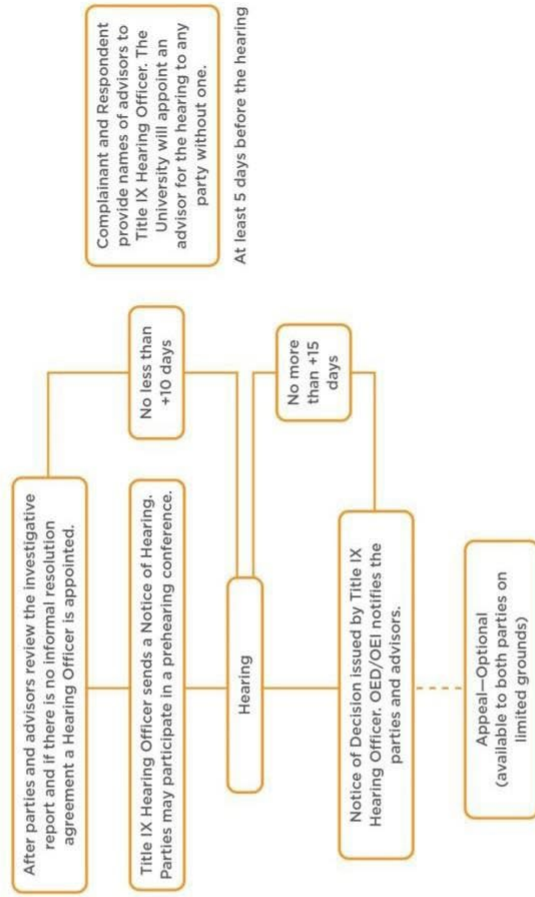 After parties and advisors review the investigative
report and if there is no informal resolution
agreement a Hearing Officer is appointed.
Title IX Hearing Officer sends a Notice of Hearing.
Parties may participate in a prehearing conference.
No less than
+10 days
Complainant and Respondent
provide names of advisors to
Title IX Hearing Officer. The
University will appoint an
advisor for the hearing to any
party without one.
At least 5 days before the hearing
Hearing
No more
than +15
days
Notice of Decision issued by Title IX
Hearing Officer. OED/OEI notifies the
parties and advisors.
Appeal—Optional
(available to both parties on
limited grounds)